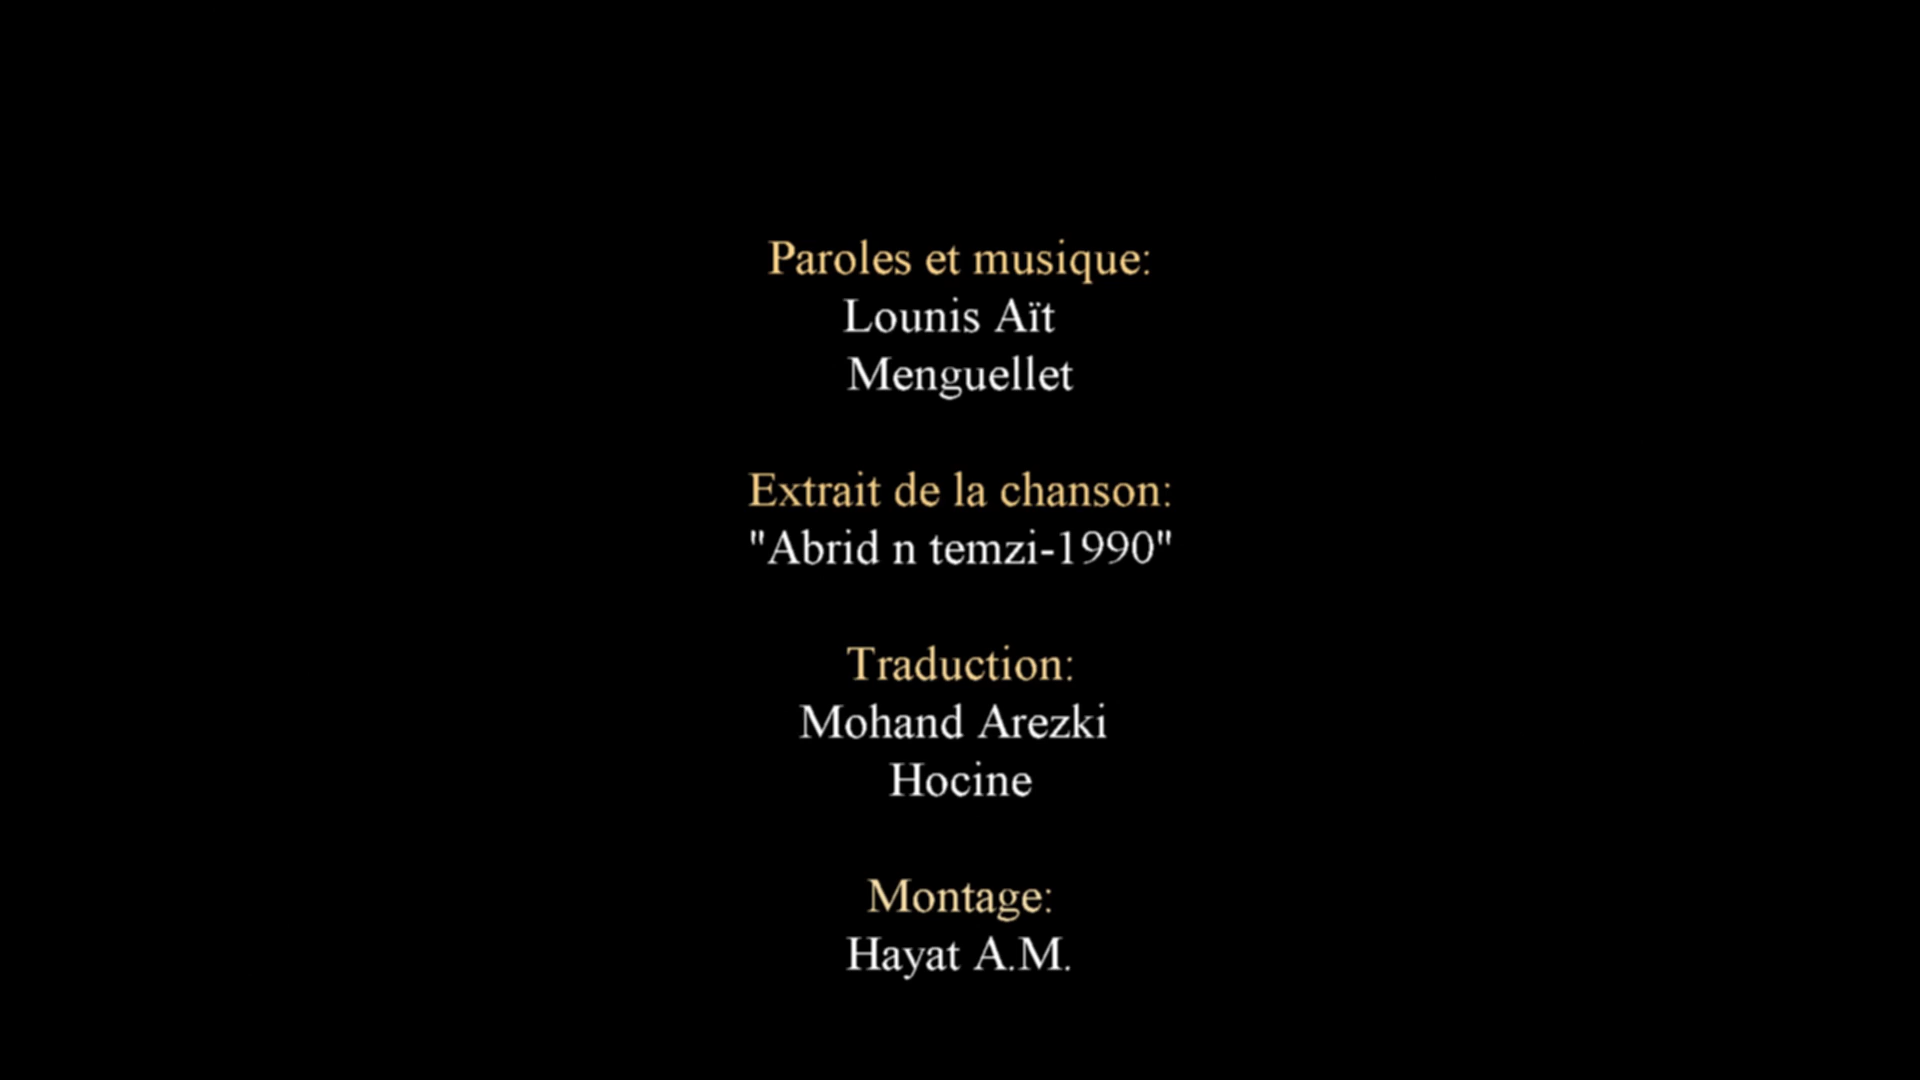 Paroles et musique:
Lounis Aït
Menguellet
Extrait de la chanson:
"Abrid n temzi-1990"
Traduction:
Mohand Arezki
Hocine
Montage:
Hayat A.M.